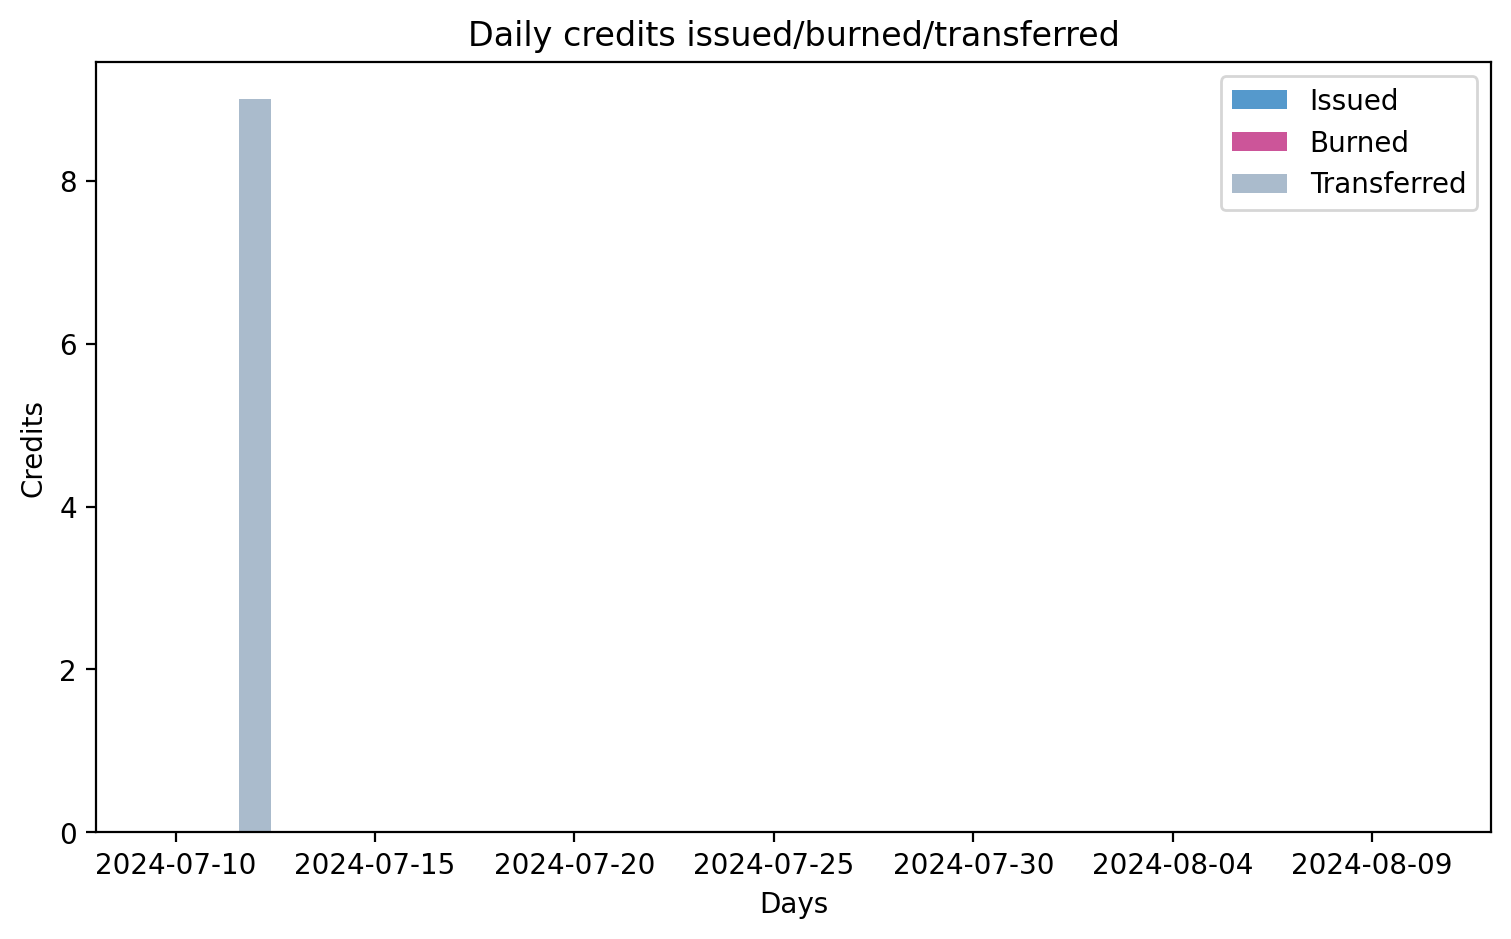 Daily credits issued/burned/transferred
Issued
Burned
Transferred
8
6
4
2
0
Credits
2024-07-10 2024-07-15 2024-07-20 2024-07-25 2024-07-30 2024-08-04 2024-08-09
Days